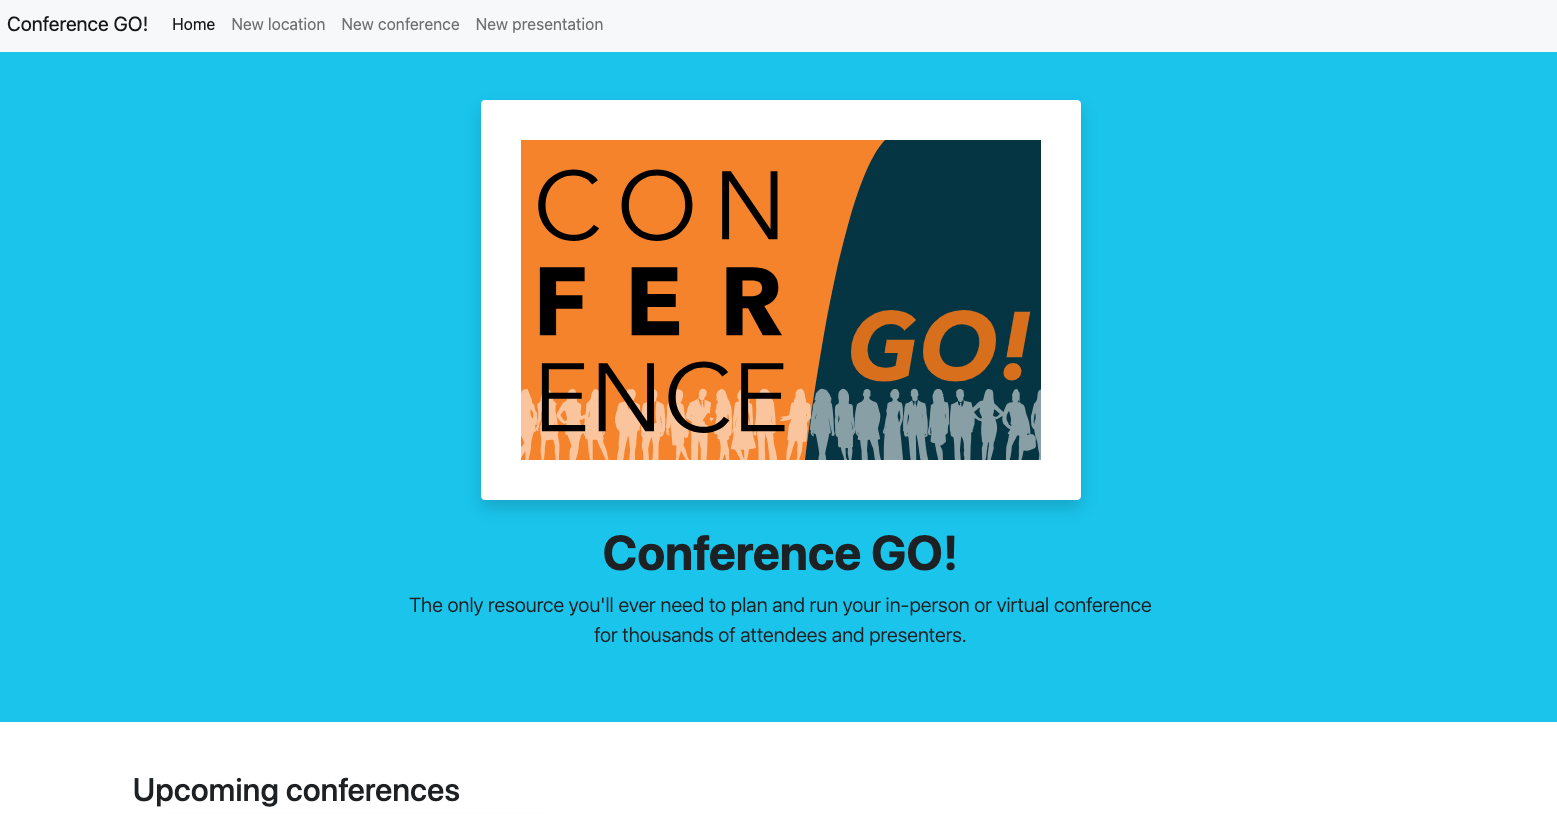 Conference GO! Home New location New conference New presentation
CON
FER
ENCE
GO!
Conference GO!
The only resource you'll ever need to plan and run your in-person or virtual conference
for thousands of attendees and presenters.
Upcoming conferences